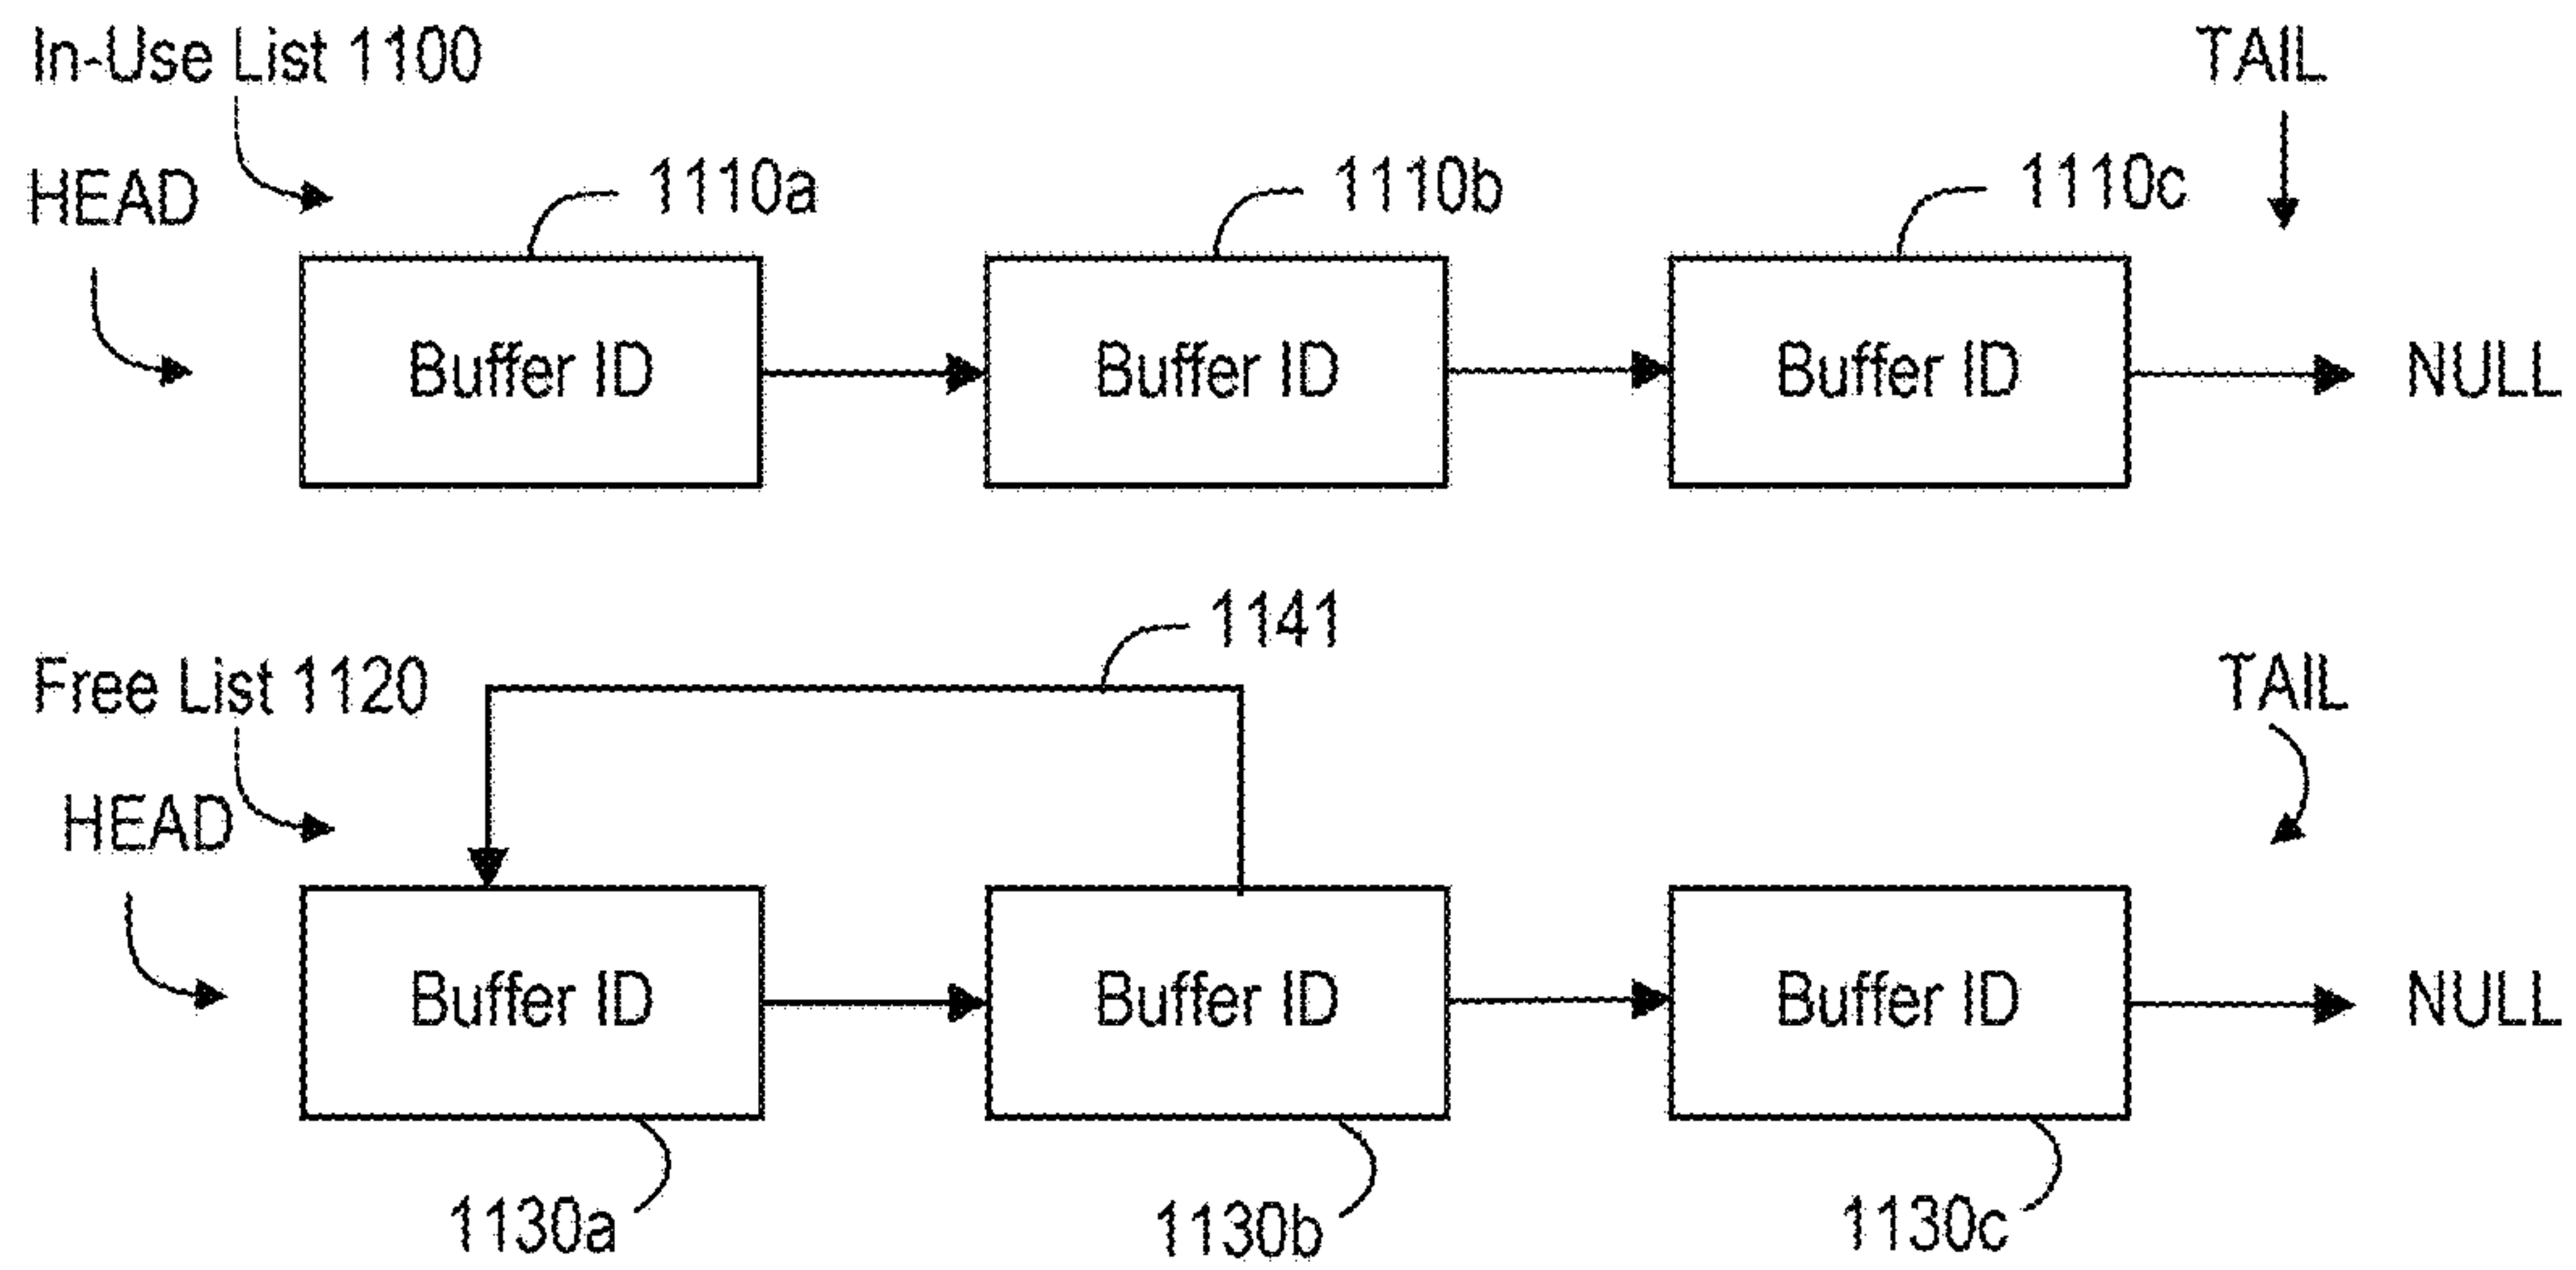 In-Use List 1100
TAIL
HEAD
1110a
1110b
1110c
Buffer ID
Buffer ID
Buffer ID
NULL
1141
Free List 1120
TAIL
HEAD
Buffer ID
Buffer ID
Buffer ID
NULL
1130a
1130b
1130c